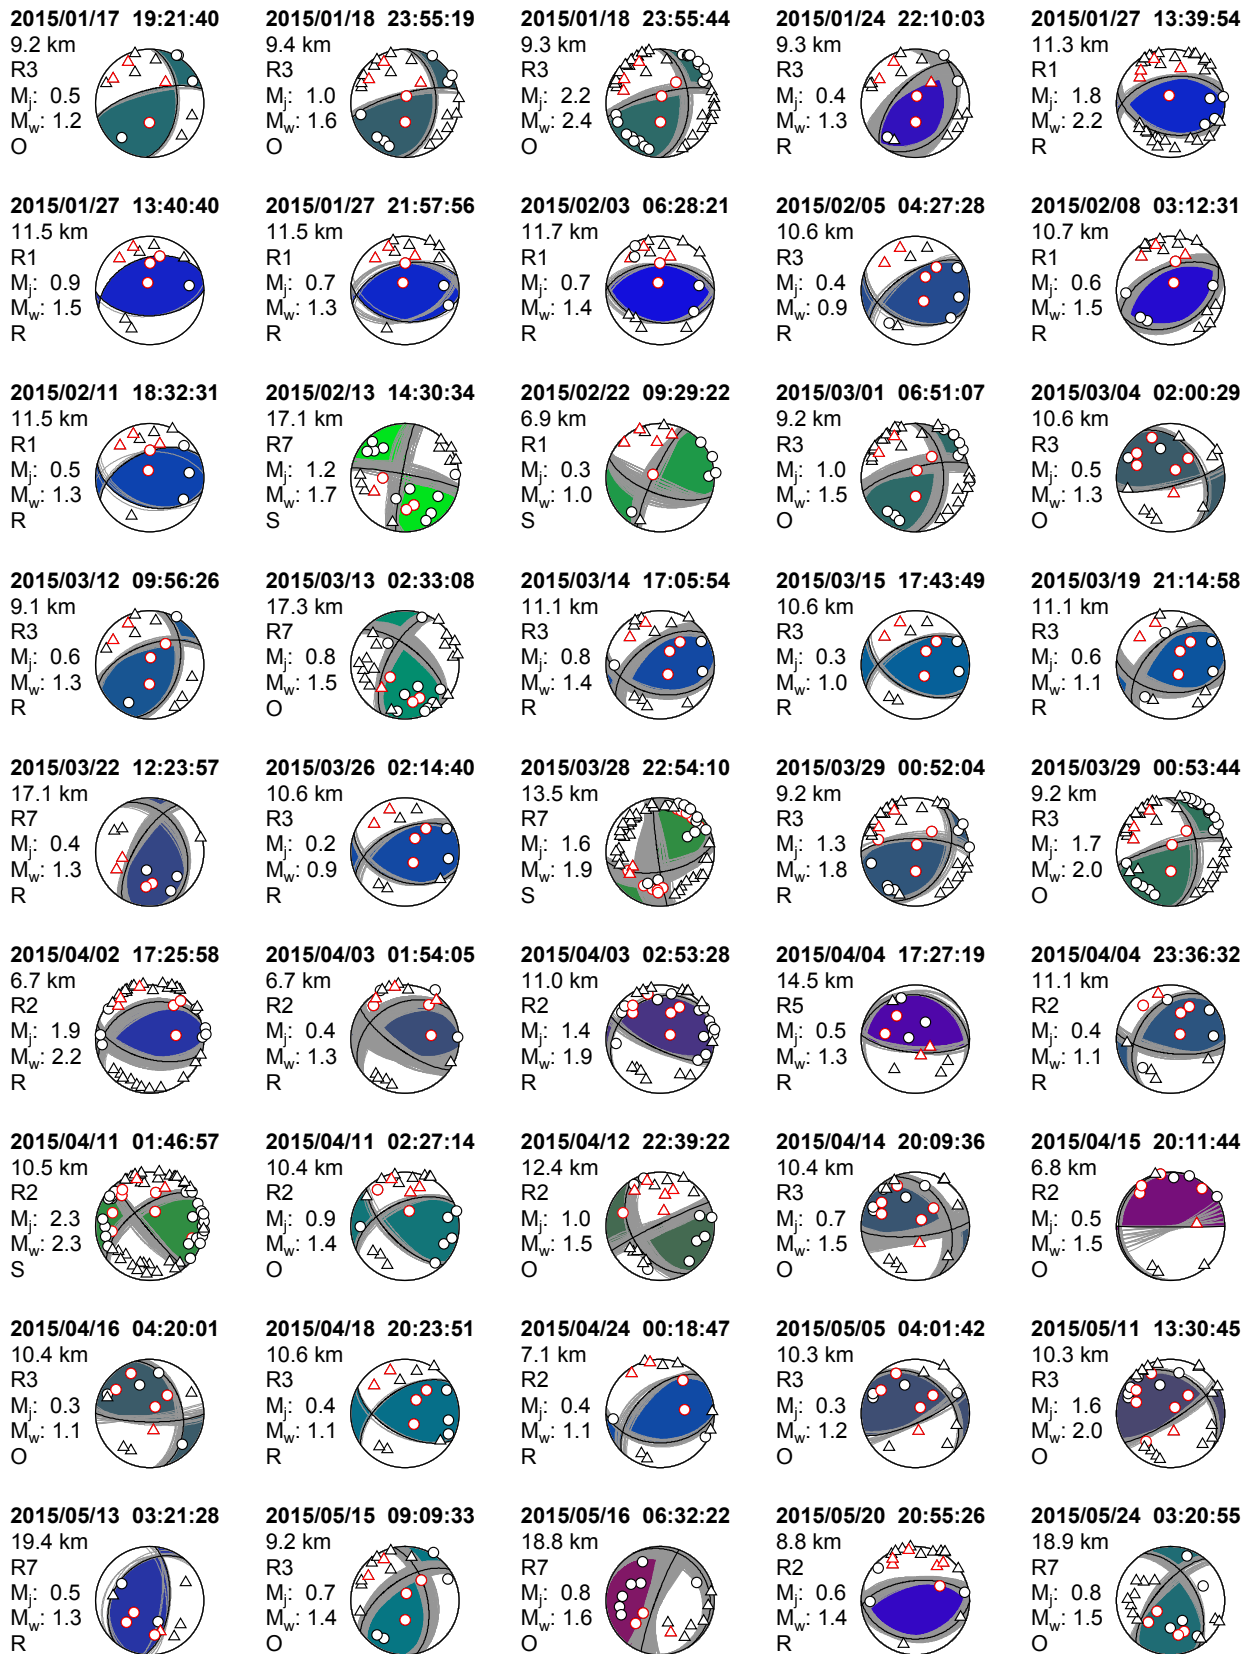 2015/01/17 19:21:40
9.2 km
R3
Mj: 0.5
Mw: 1.2
O
2015/01/18 23:55:19
9.4 km
R3
Mj: 1.0
Mw: 1.6
O
2015/01/18 23:55:44
9.3 km
R3
Mj: 2.2
Mw: 2.4
O
2015/01/24 22:10:03
9.3 km
R3
Mj: 0.4
Mw: 1.3
R
2015/01/27 13:39:54
11.3 km
R1
Mj: 1.8
Mw: 2.2
R
2015/01/27 13:40:40
11.5 km
R1
Mj: 0.9
Mw: 1.5
R
2015/01/27 21:57:56
11.5 km
R1
Mj: 0.7
Mw: 1.3
R
2015/02/03 06:28:21
11.7 km
R1
Mj: 0.7
Mw: 1.4
R
2015/02/05 04:27:28
10.6 km
R3
Mj: 0.4
Mw: 0.9
R
2015/02/08 03:12:31
10.7 km
R1
Mj: 0.6
Mw: 1.5
R
2015/02/11 18:32:31
11.5 km
R1
Mj: 0.5
Mw: 1.3
R
2015/02/13 14:30:34
17.1 km
R7
Mj: 1.2
Mw: 1.7
S
2015/02/22 09:29:22
6.9 km
R1
Mj: 0.3
Mw: 1.0
S
2015/03/01 06:51:07
9.2 km
R3
Mj: 1.0
Mw: 1.5
O
2015/03/04 02:00:29
10.6 km
R3
Mj: 0.5
Mw: 1.3
O
2015/03/12 09:56:26
9.1 km
R3
Mj: 0.6
Mw: 1.3
R
2015/03/13 02:33:08
17.3 km
R7
Mj: 0.8
Mw: 1.5
O
2015/03/14 17:05:54
11.1 km
R3
Mj: 0.8
Mw: 1.4
R
2015/03/15 17:43:49
10.6 km
R3
Mj: 0.3
Mw: 1.0
R
2015/03/19 21:14:58
11.1 km
R3
Mj: 0.6
Mw: 1.1
R
2015/03/22 12:23:57
17.1 km
R7
Mj: 0.4
Mw: 1.3
R
2015/03/26 02:14:40
10.6 km
R3
Mj: 0.2
Mw: 0.9
R
2015/03/28 22:54:10
13.5 km
R7
Mj: 1.6
Mw: 1.9
S
2015/03/29 00:52:04
9.2 km
R3
Mj: 1.3
Mw: 1.8
R
2015/03/29 00:53:44
9.2 km
R3
Mj: 1.7
Mw: 2.0
O
2015/04/02 17:25:58
6.7 km
R2
Mj: 1.9
Mw: 2.2
R
2015/04/03 01:54:05
6.7 km
R2
Mj: 0.4
Mw: 1.3
R
2015/04/03 02:53:28
11.0 km
R2
Mj: 1.4
Mw: 1.9
R
2015/04/04 17:27:19
14.5 km
R5
Mj: 0.5
Mw: 1.3
R
2015/04/04 23:36:32
11.1 km
R2
Mj: 0.4
Mw: 1.1
R
2015/04/11 01:46:57
10.5 km
R2
Mj: 2.3
Mw: 2.3
S
2015/04/11 02:27:14
10.4 km
R2
Mj: 0.9
Mw: 1.4
O
2015/04/12 22:39:22
12.4 km
R2
Mj: 1.0
Mw: 1.5
O
2015/04/14 20:09:36
10.4 km
R3
Mj: 0.7
Mw: 1.5
O
2015/04/15 20:11:44
6.8 km
R2
Mj: 0.5
Mw: 1.5
O
2015/04/16 04:20:01
10.4 km
R3
Mj: 0.3
Mw: 1.1
O
2015/04/18 20:23:51
10.6 km
R3
Mj: 0.4
Mw: 1.1
R
2015/04/24 00:18:47
7.1 km
R2
Mj: 0.4
Mw: 1.1
R
2015/05/05 04:01:42
10.3 km
R3
Mj: 0.3
Mw: 1.2
O
2015/05/11 13:30:45
10.3 km
R3
Mj: 1.6
Mw: 2.0
O
2015/05/13 03:21:28
19.4 km
R7
Mj: 0.5
Mw: 1.3
R
2015/05/15 09:09:33
9.2 km
R3
Mj: 0.7
Mw: 1.4
O
2015/05/16 06:32:22
18.8 km
R7
Mj: 0.8
Mw: 1.6
O
2015/05/20 20:55:26
8.8 km
R2
Mj: 0.6
Mw: 1.4
R
2015/05/24 03:20:55
18.9 km
R7
Mj: 0.8
Mw: 1.5
O